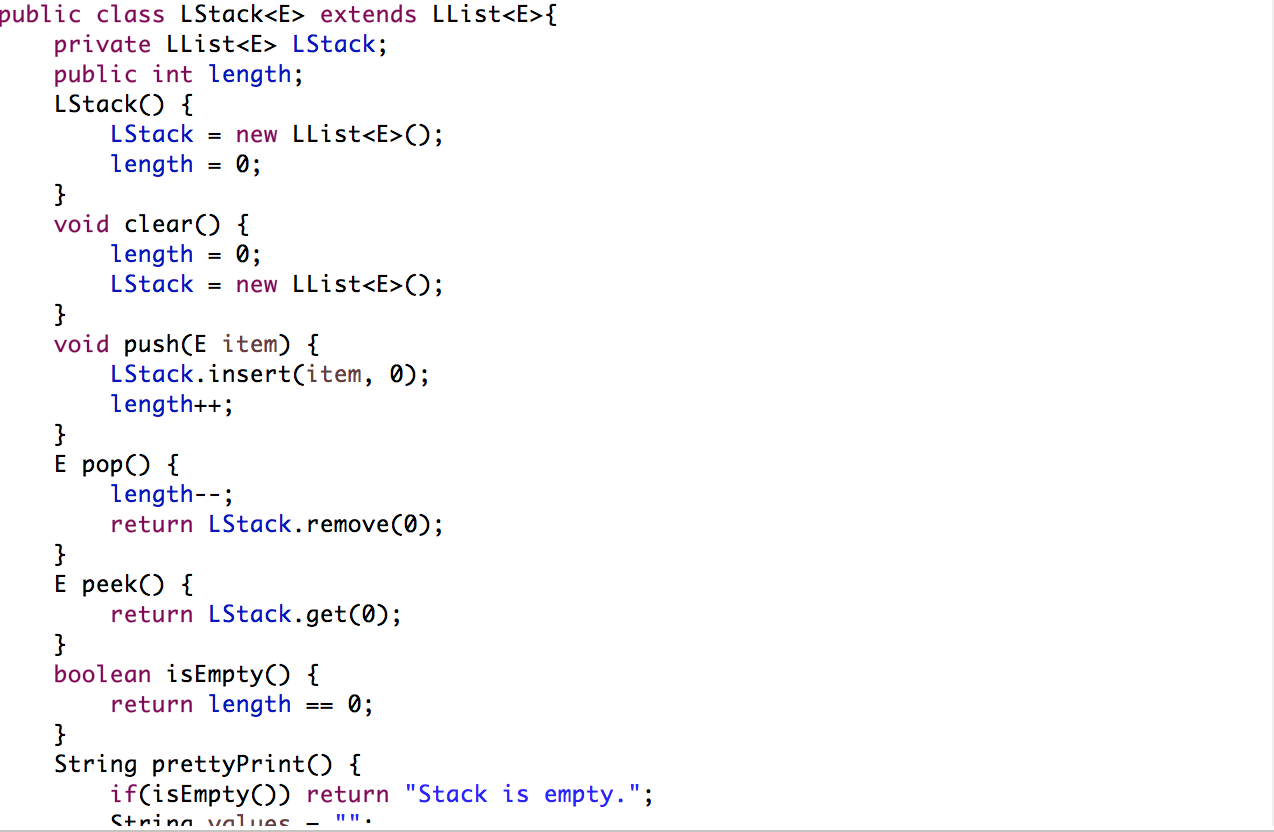 public class LStack<E> extends LList<E>{
    private LList<E> LStack;
    public int length;
    LStack() {
        LStack = new LList<E>();
        length = 0;
    }
    void clear() {
        length = 0;
        LStack = new LList<E>();
    }
    void push(E item) {
        LStack.insert(item, 0);
        length++;
    }
    E pop() {
        length--;
        return LStack.remove(0);
    }
    E peek() {
        return LStack.get(0);
    }
    boolean isEmpty() {
        return length == 0;
    }
    String prettyPrint() {
        if(isEmpty()) return "Stack is empty.";
        String values = "";